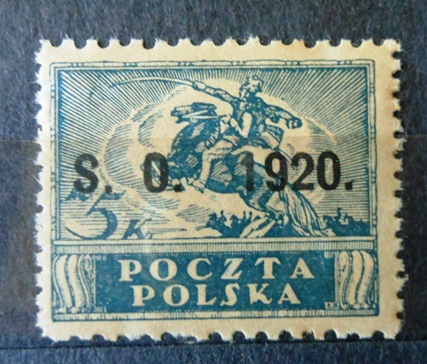 S. O. 1920.
5 K.
POCZTA
POLSKA